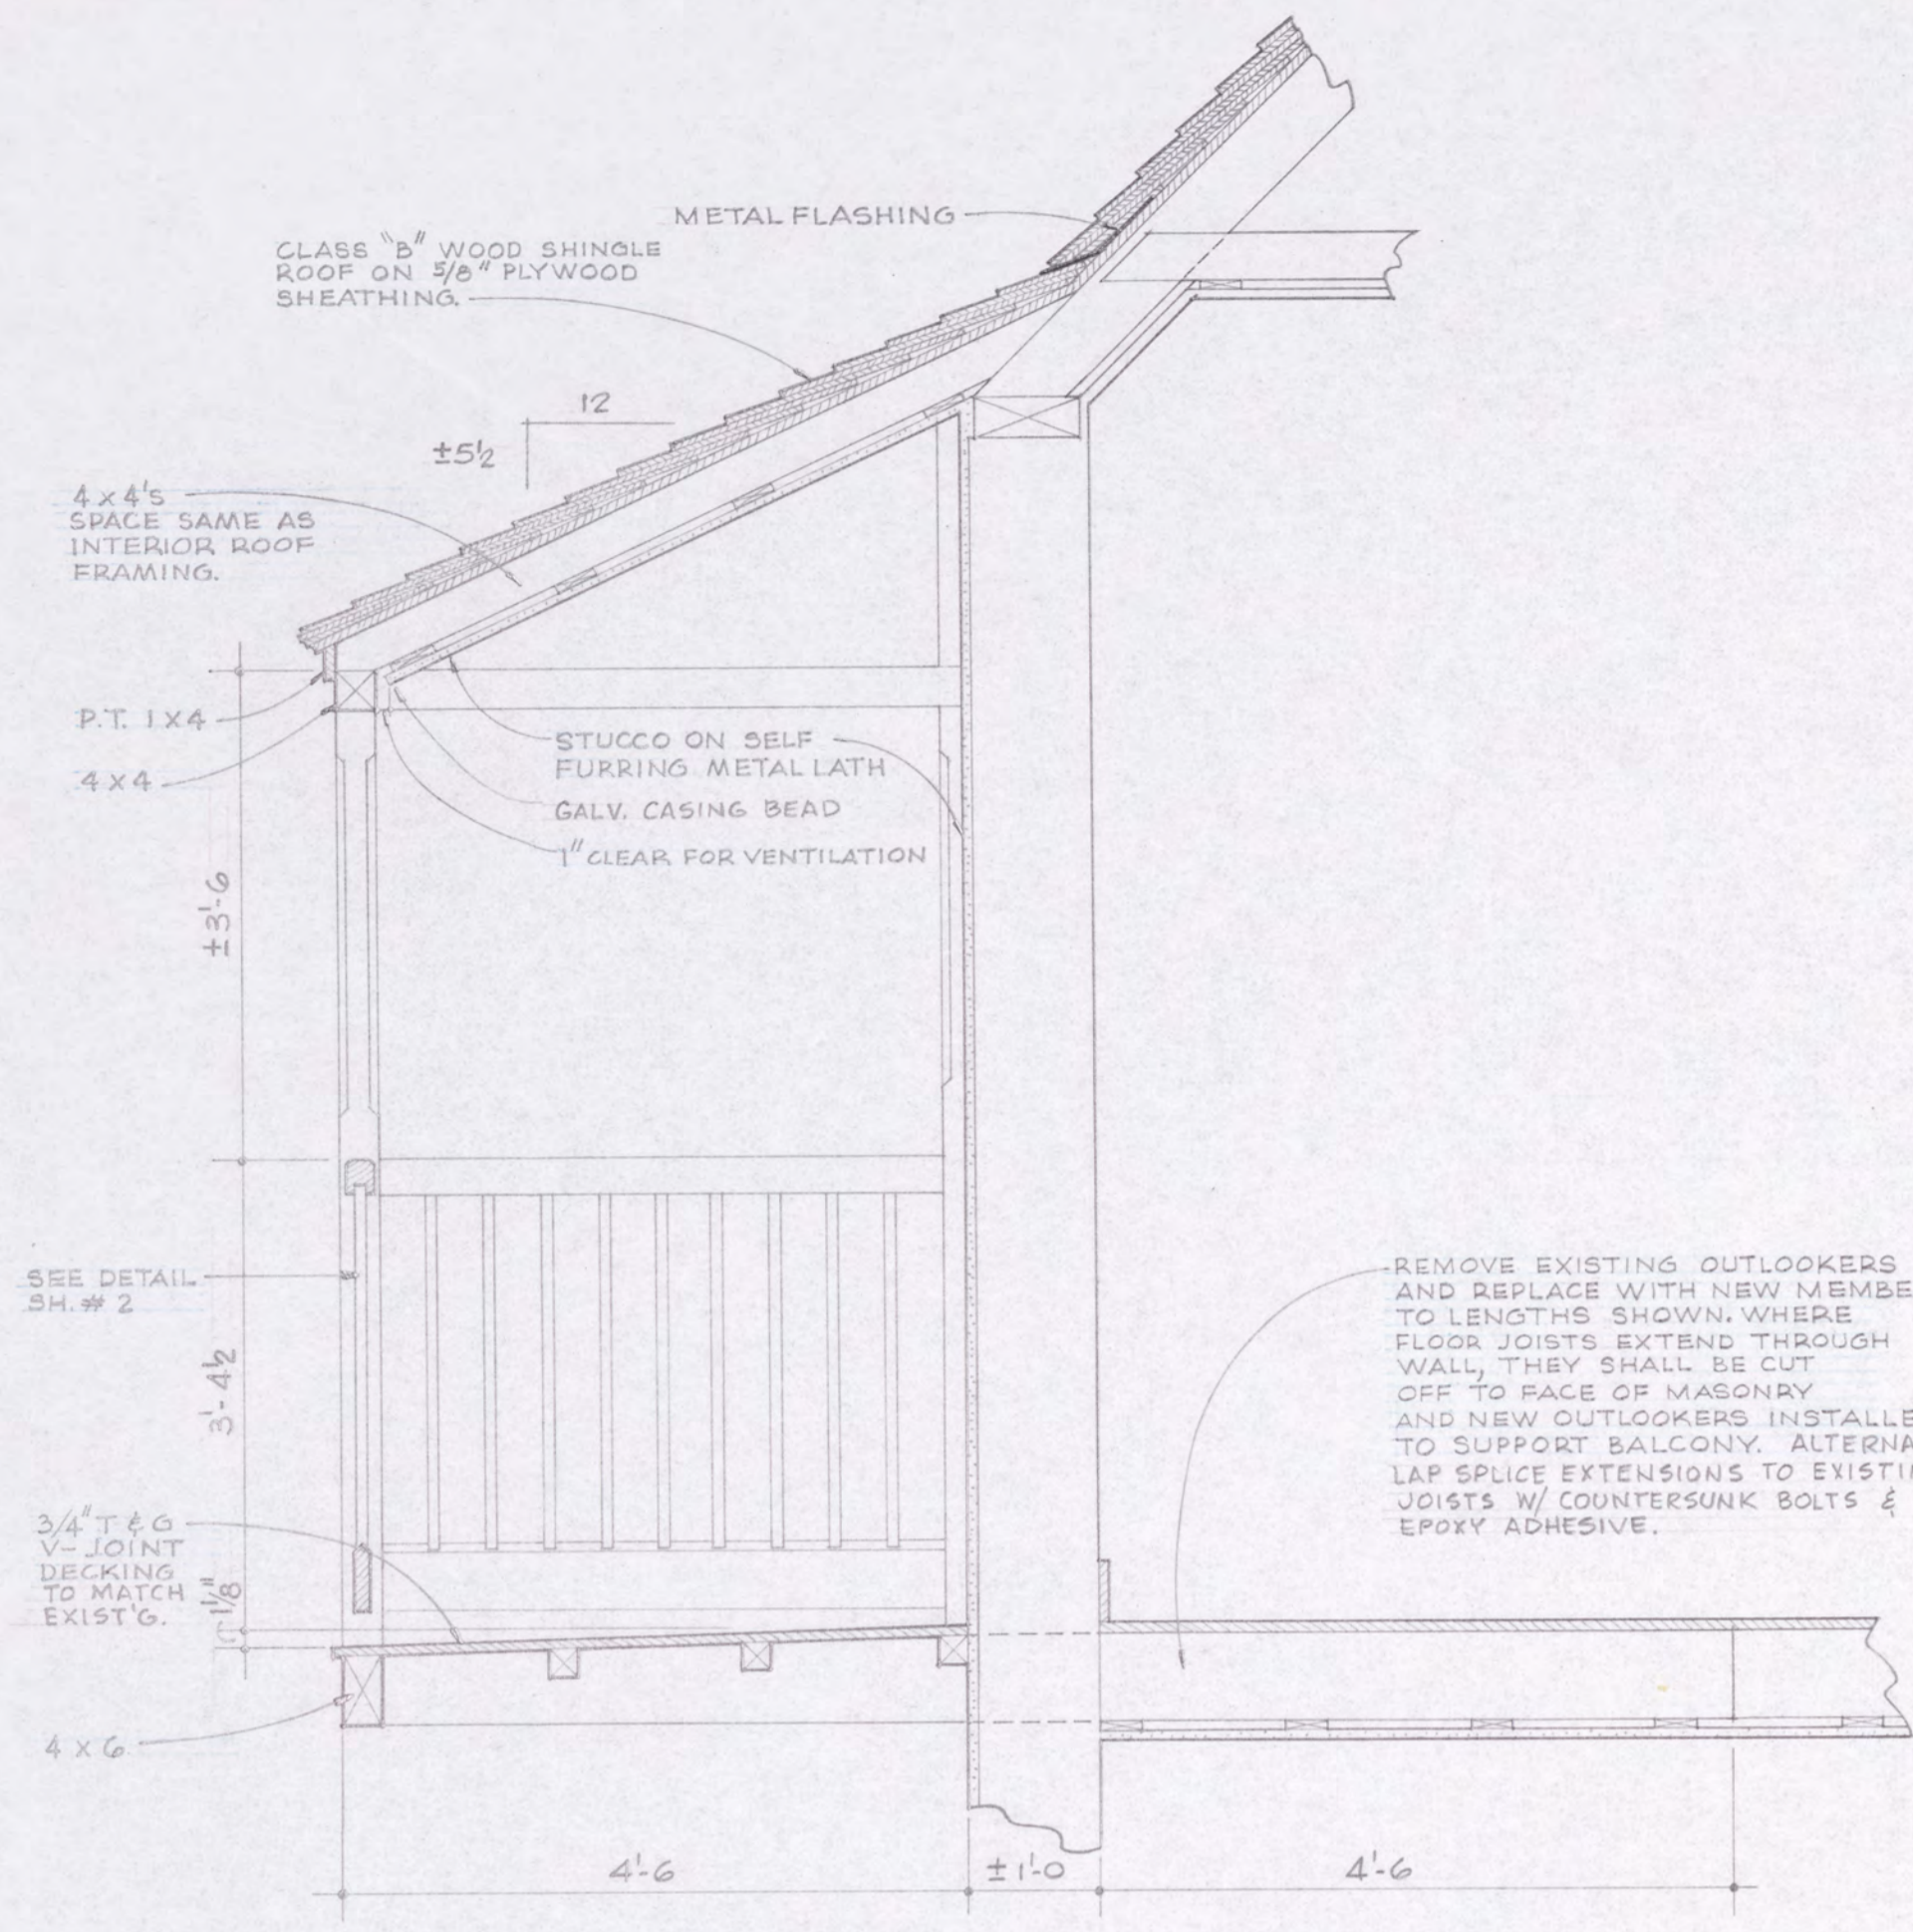 METAL FLASHING
CLASS "B" WOOD SHINGLE
ROOF ON 5/8" PLYWOOD
SHEATHING.
12
±5½
4 x 4's
SPACE SAME AS
INTERIOR ROOF
FRAMING.
P.T. 1 X 4
4 X 4
STUCCO ON SELF
FURRING METAL LATH
GALV. CASING BEAD
1" CLEAR FOR VENTILATION
±3'-6
SEE DETAIL
SH. # 2
3'-4½
3/4" T & G
V-JOINT
DECKING
TO MATCH
EXIST'G.
1⅛"
4 x 6
REMOVE EXISTING OUTLOOKERS
AND REPLACE WITH NEW MEMBE
TO LENGTHS SHOWN. WHERE
FLOOR JOISTS EXTEND THROUGH
WALL, THEY SHALL BE CUT
OFF TO FACE OF MASONRY
AND NEW OUTLOOKERS INSTALLE
TO SUPPORT BALCONY. ALTERNA
LAP SPLICE EXTENSIONS TO EXISTI
JOISTS W/ COUNTERSUNK BOLTS &
EPOXY ADHESIVE.
4'-6
±1'-0
4'-6